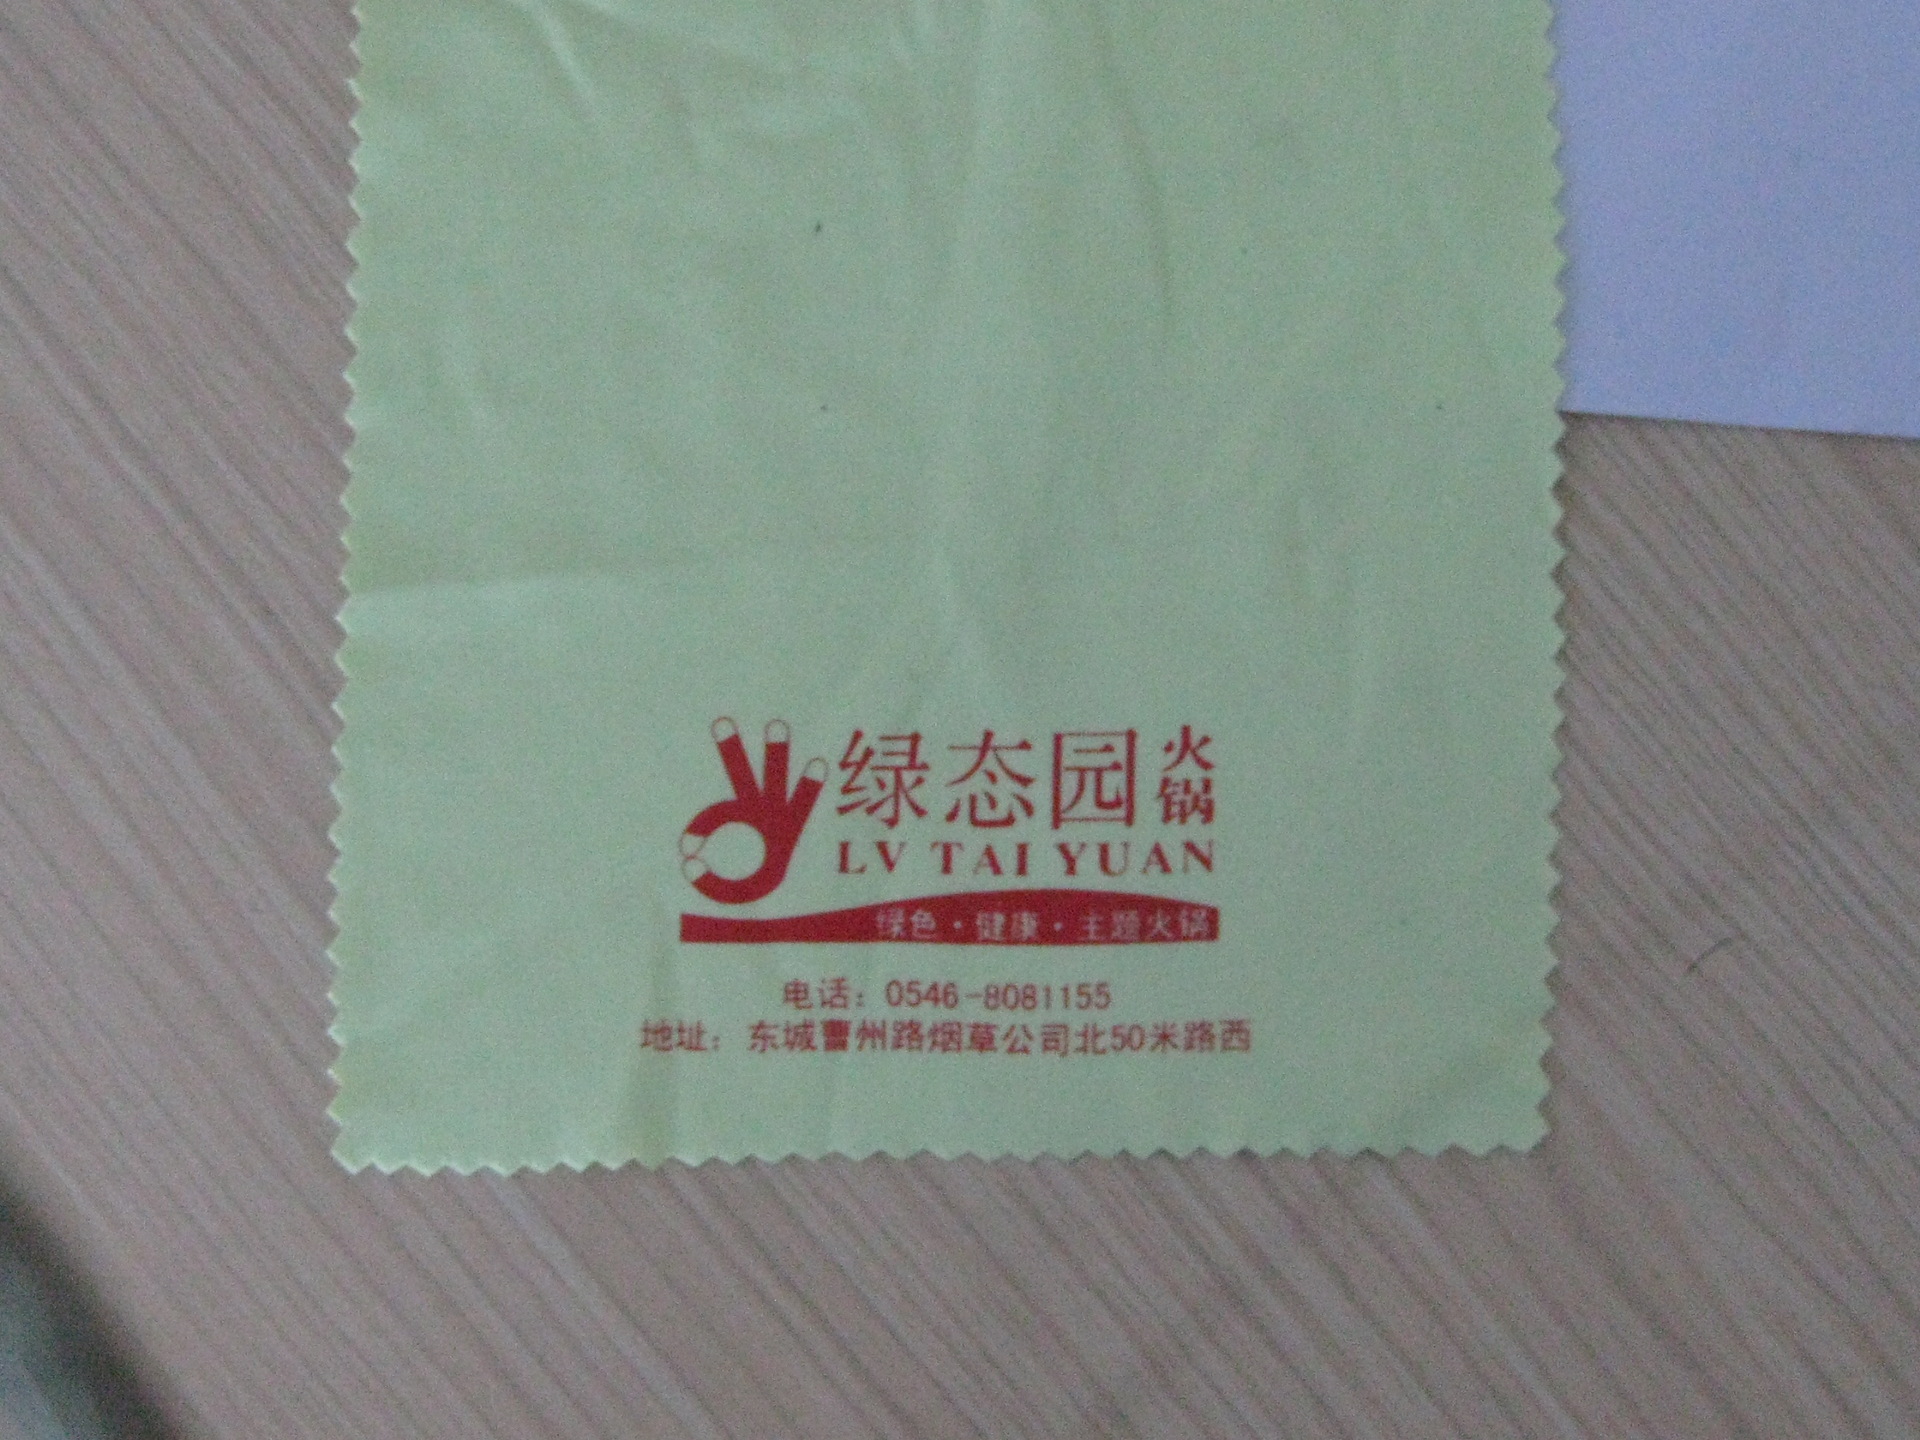 绿态园火锅
LV TAI YUAN
绿色·健康·主题火锅
电话：0546-8081155
地址：东城曹州路烟草公司北50米路西